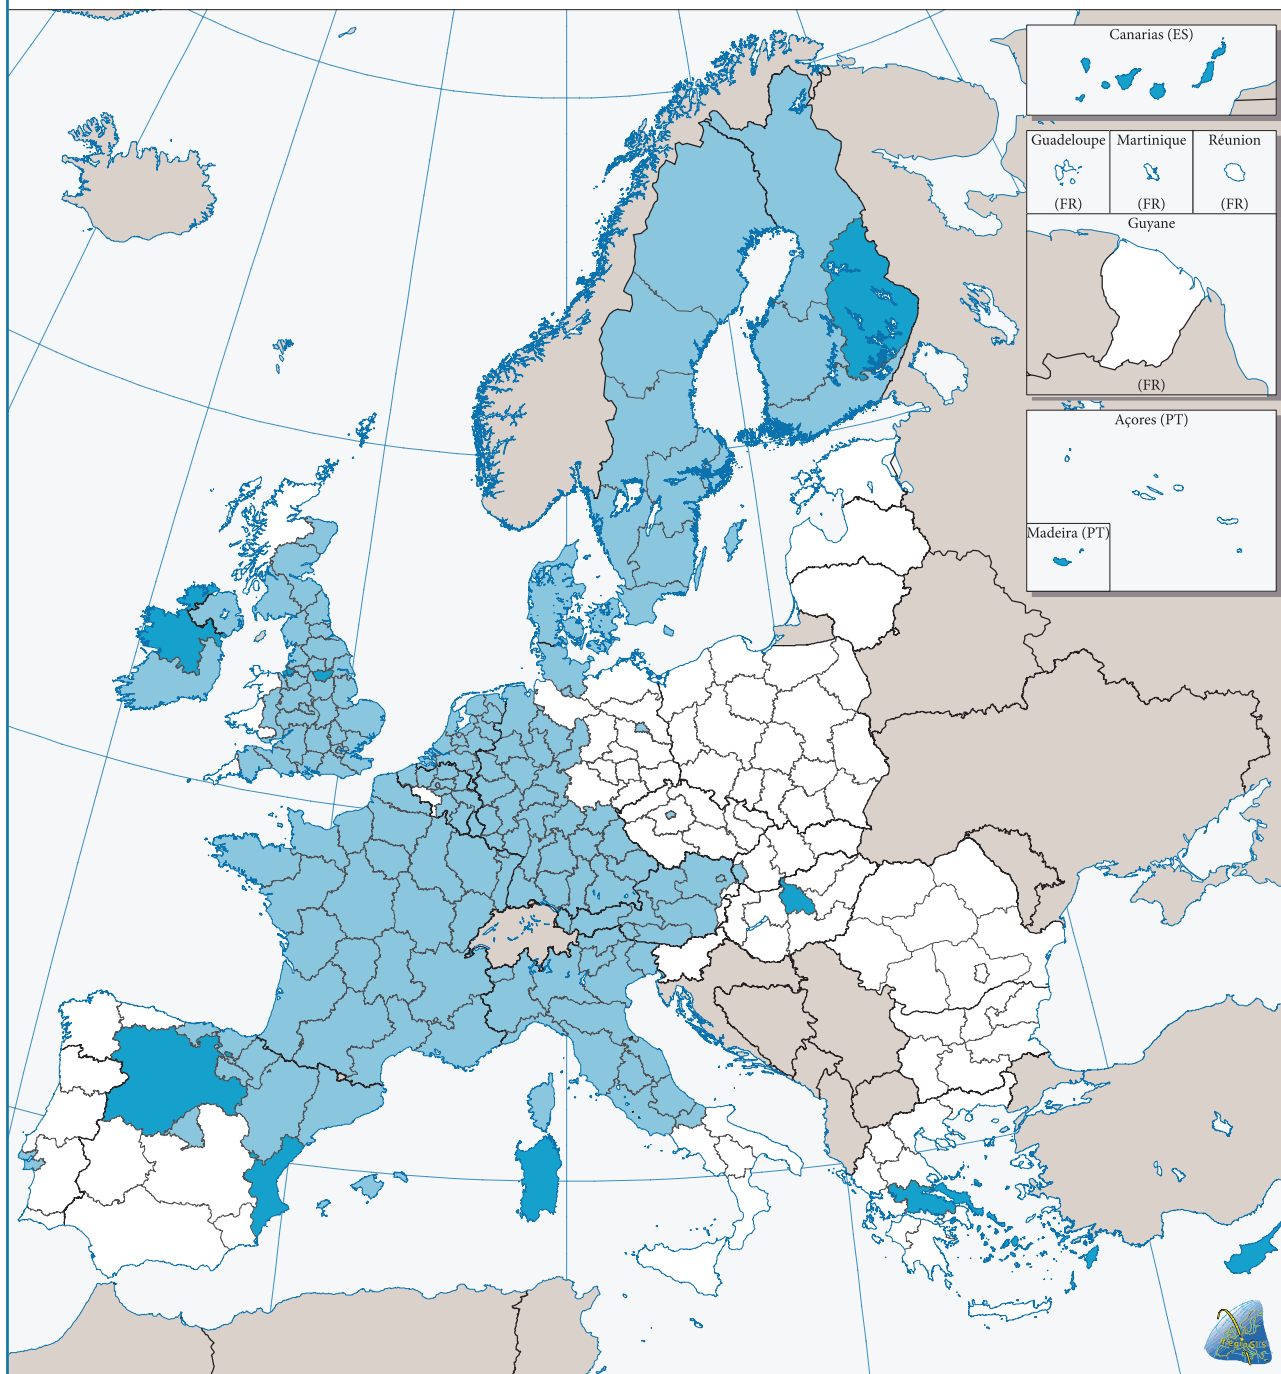 Canarias (ES)
Guadeloupe
Martinique
Réunion
(FR)
(FR)
(FR)
Guyane
(FR)
Açores (PT)
Madeira (PT)